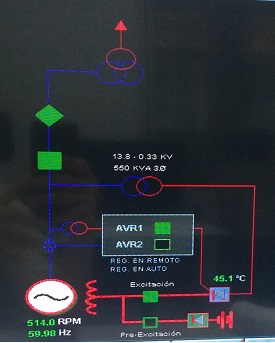 13.8 - 0.33 KV
550 KVA 3Ø
AVR1
AVR2
REG. EN REMOTO
REG. EN AUTO
45.1 °C
Excitación
514.0 RPM
59.98 Hz
Pre-Excitación